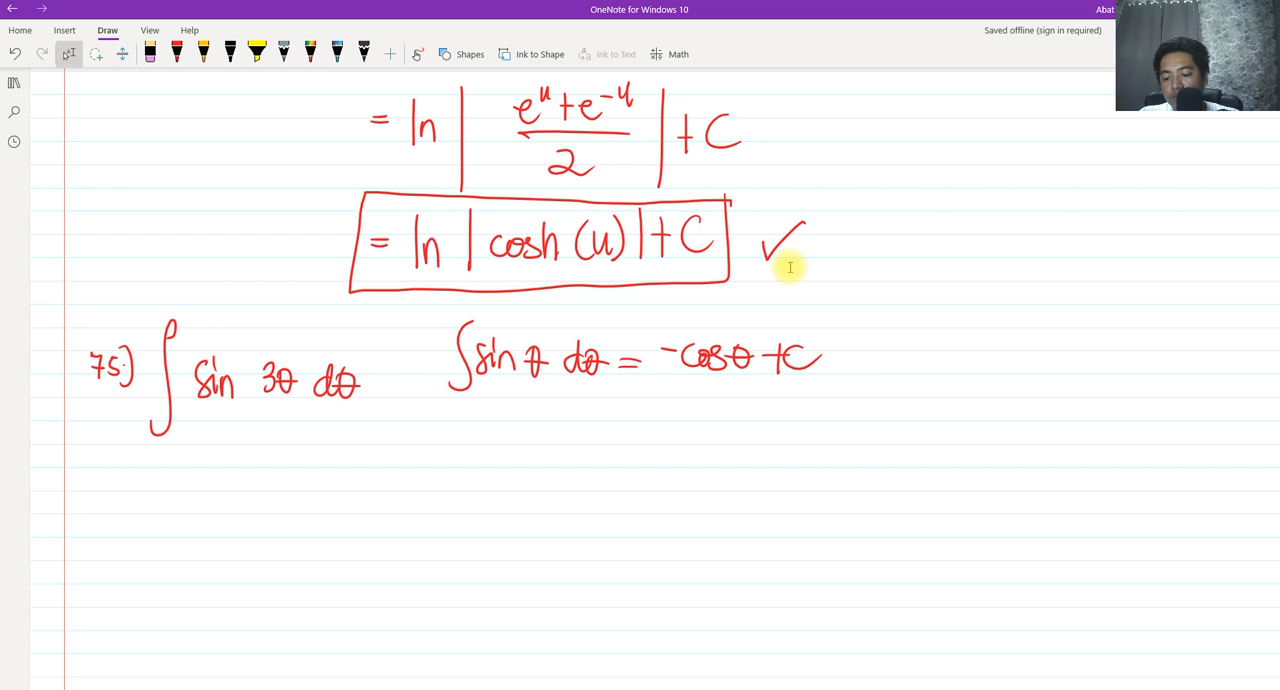 OneNote for Windows 10
Abat
Home Insert Draw View Help
Saved offline (sign in required)
Shapes Ink to Shape Ink to Text Math
= ln | (e^u + e^-u)/2 | + C
= ln | cosh (u) | + C ✓
75.) ∫ sin 3θ dθ ∫ sin θ dθ = -cos θ + C